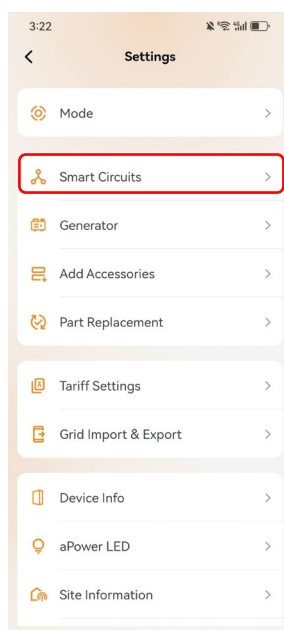 3:22
Settings
Mode
Smart Circuits
Generator
Add Accessories
Part Replacement
Tariff Settings
Grid Import & Export
Device Info
aPower LED
Site Information